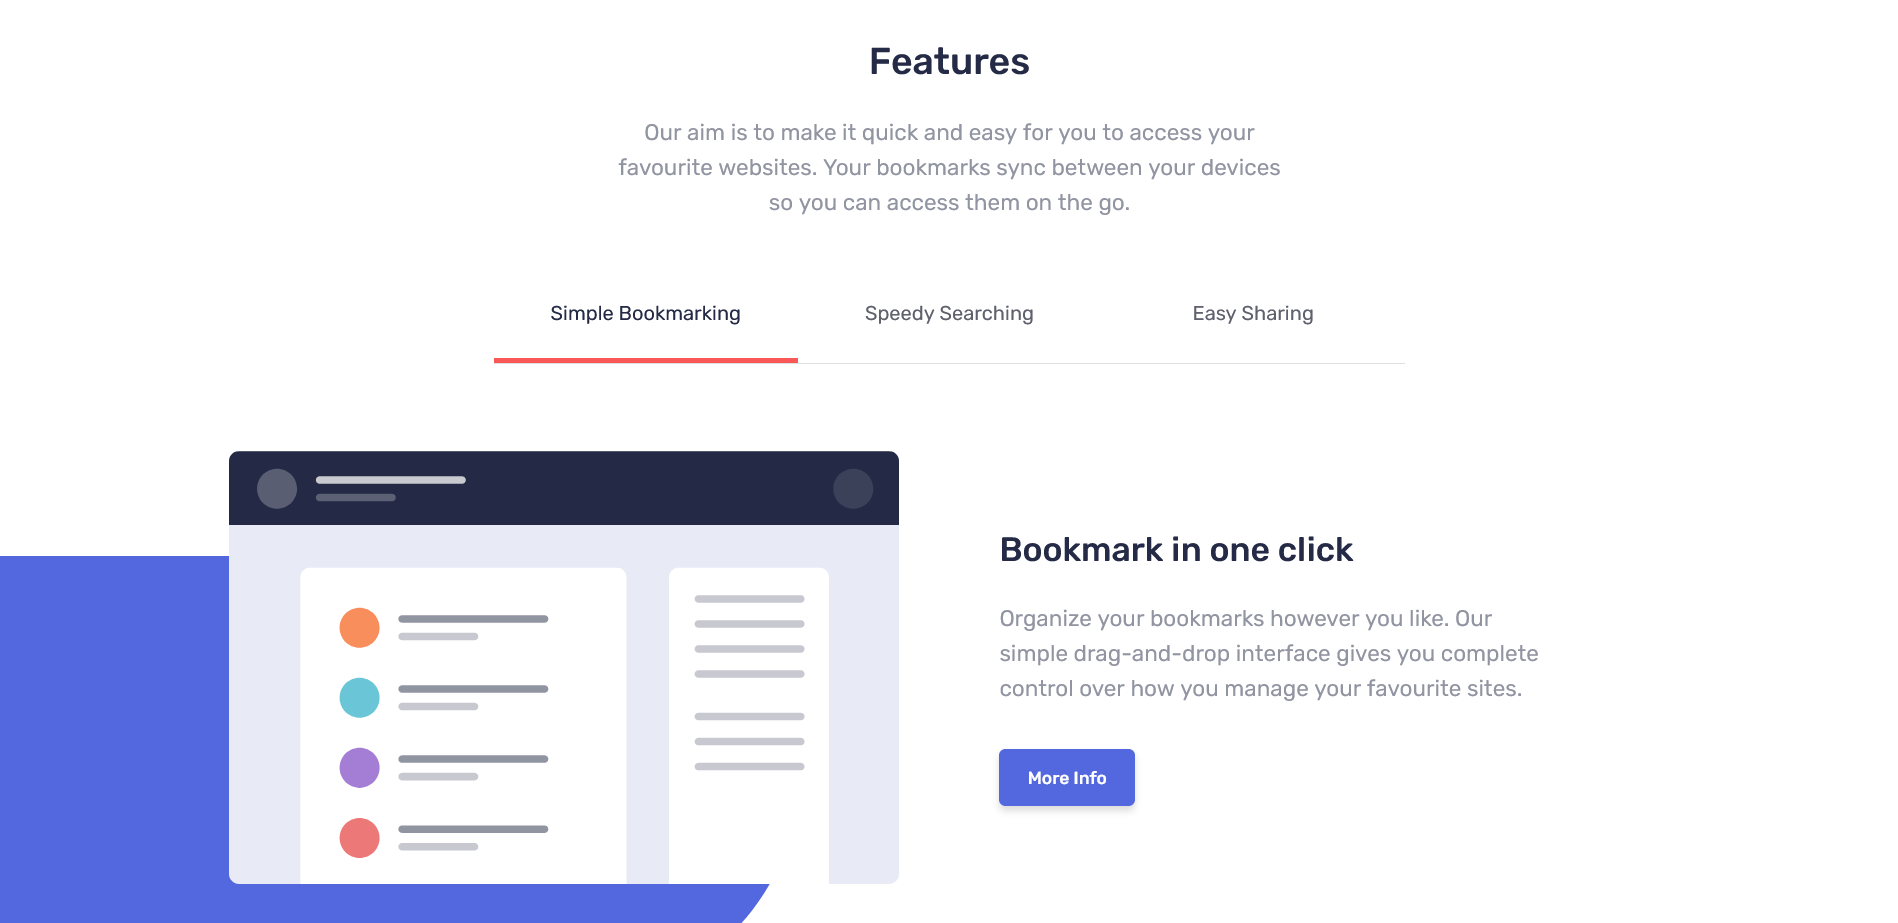 Features
Our aim is to make it quick and easy for you to access your
favourite websites. Your bookmarks sync between your devices
so you can access them on the go.
Simple Bookmarking
Speedy Searching
Easy Sharing
Bookmark in one click
Organize your bookmarks however you like. Our
simple drag-and-drop interface gives you complete
control over how you manage your favourite sites.
More Info